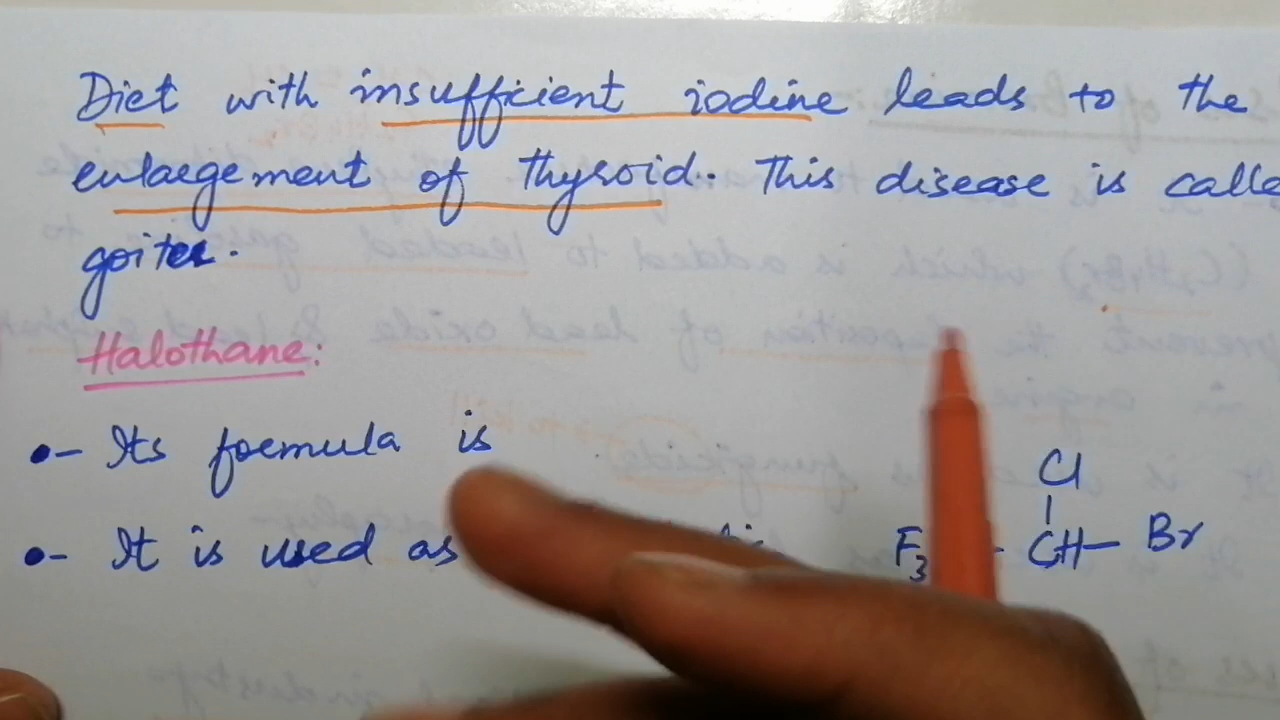 Diet with insufficient iodine leads to the
enlargement of thyroid. This disease is calle
goiter.
Halothane:
•- Its formula is
Cl
•- It is used as
F3 - CH - Br